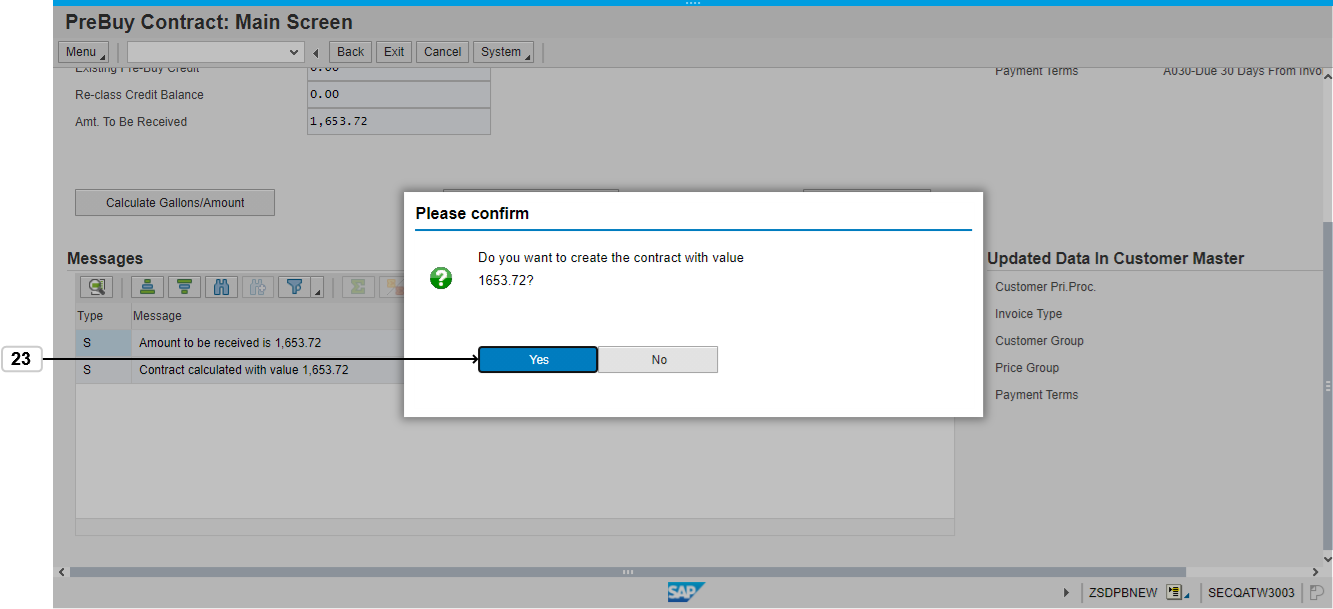 PreBuy Contract: Main Screen
Menu Back Exit Cancel System
Existing Pre-Buy Credit 0.00 Payment Terms A030-Due 30 Days From Invo
Re-class Credit Balance 0.00
Amt. To Be Received 1,653.72
Calculate Gallons/Amount
Please confirm
Do you want to create the contract with value
1653.72?
Yes No
Messages
Type Message
S Amount to be received is 1,653.72
S Contract calculated with value 1,653.72
23
Updated Data In Customer Master
Customer Pri.Proc.
Invoice Type
Customer Group
Price Group
Payment Terms
SAP
ZSDPBNEW SECQATW3003